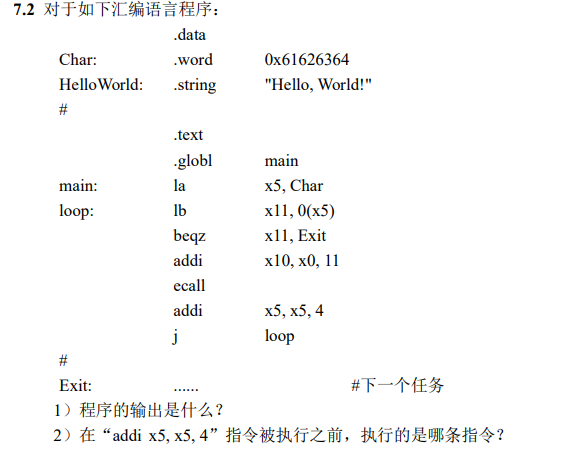 7.2 对于如下汇编语言程序：
.data
Char: .word 0x61626364
HelloWorld: .string "Hello, World!"
#
.text
.globl main
main: la x5, Char
loop: lb x11, 0(x5)
beqz x11, Exit
addi x10, x0, 11
ecall
addi x5, x5, 4
j loop
#
Exit: ...... #下一个任务
1）程序的输出是什么？
2）在“addi x5, x5, 4”指令被执行之前，执行的是哪条指令？